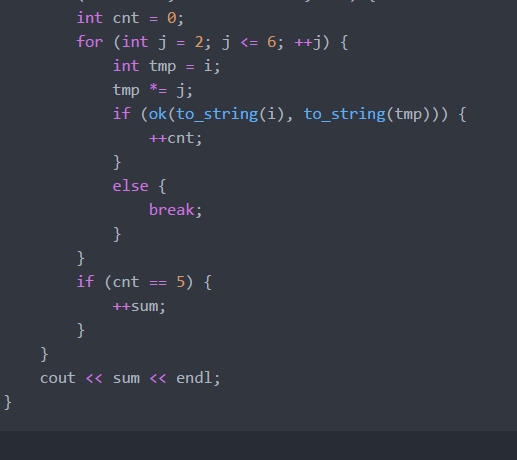 int cnt = 0;
for (int j = 2; j <= 6; ++j) {
int tmp = i;
tmp *= j;
if (ok(to_string(i), to_string(tmp))) {
++cnt;
}
else {
break;
}
}
if (cnt == 5) {
++sum;
}
}
cout << sum << endl;
}